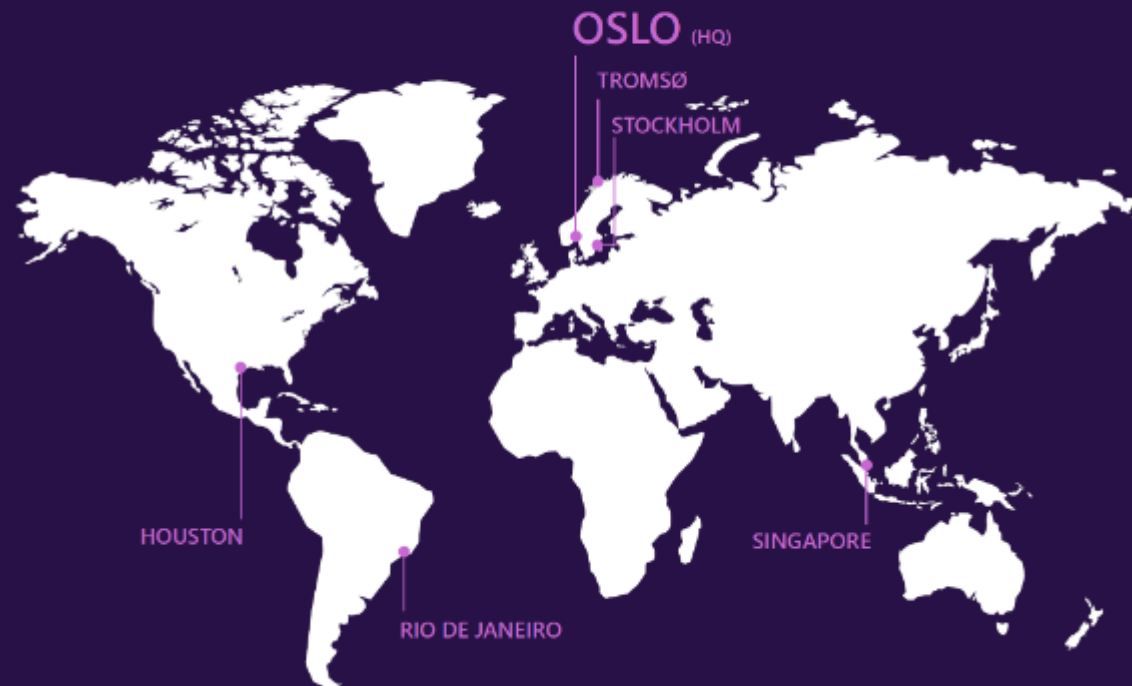 OSLO (HQ)
TROMSØ
STOCKHOLM
HOUSTON
SINGAPORE
RIO DE JANEIRO